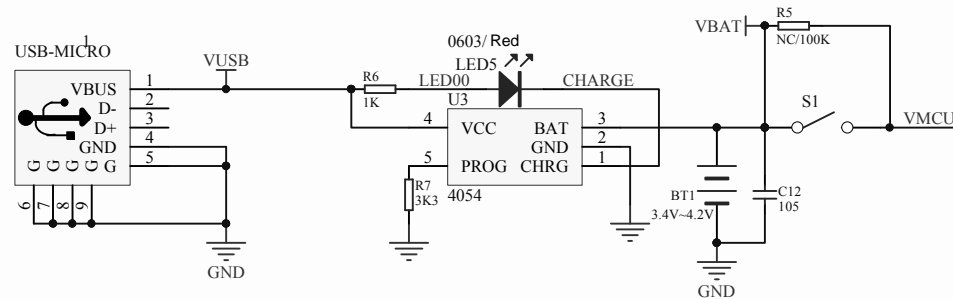 1
USB-MICRO
VBUS 1
D- 2
D+ 3
GND 4
G 5
G G G G
6 7 8 9
VUSB
GND
R6
1K
LED00
0603/ Red
LED5
CHARGE
U3
4 VCC BAT 3
GND 2
5 PROG CHRG 1
4054
R7
3K3
VBAT
R5
NC/100K
S1
VMCU
BT1
3.4V~4.2V
C12
105
GND